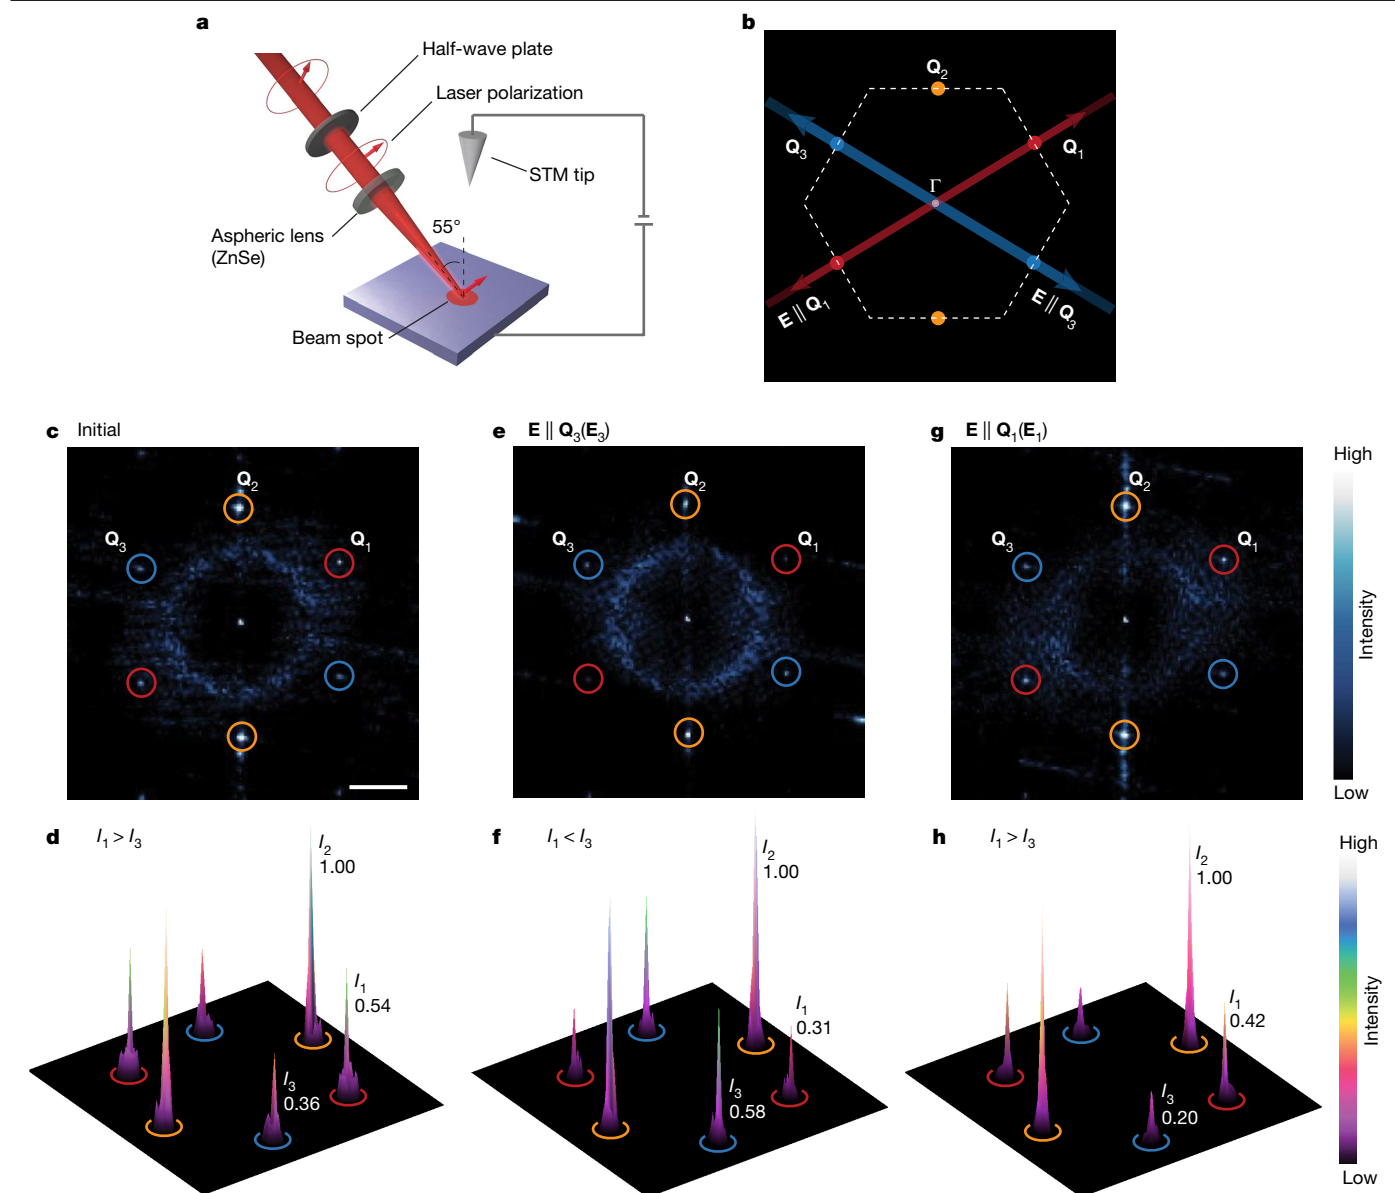 a
Half-wave plate
Laser polarization
STM tip
55°
Aspheric lens
(ZnSe)
Beam spot
b
Q2
Q3
Q1
Γ
E || Q1
E || Q3
c Initial
Q2
Q3
Q1
e E || Q3(E3)
Q2
Q3
Q1
g E || Q1(E1)
Q2
Q3
Q1
High
Intensity
Low
d I1 > I3
I2
1.00
I1
0.54
I3
0.36
f I1 < I3
I2
1.00
I1
0.31
I3
0.58
h I1 > I3
I2
1.00
I1
0.42
I3
0.20
High
Intensity
Low